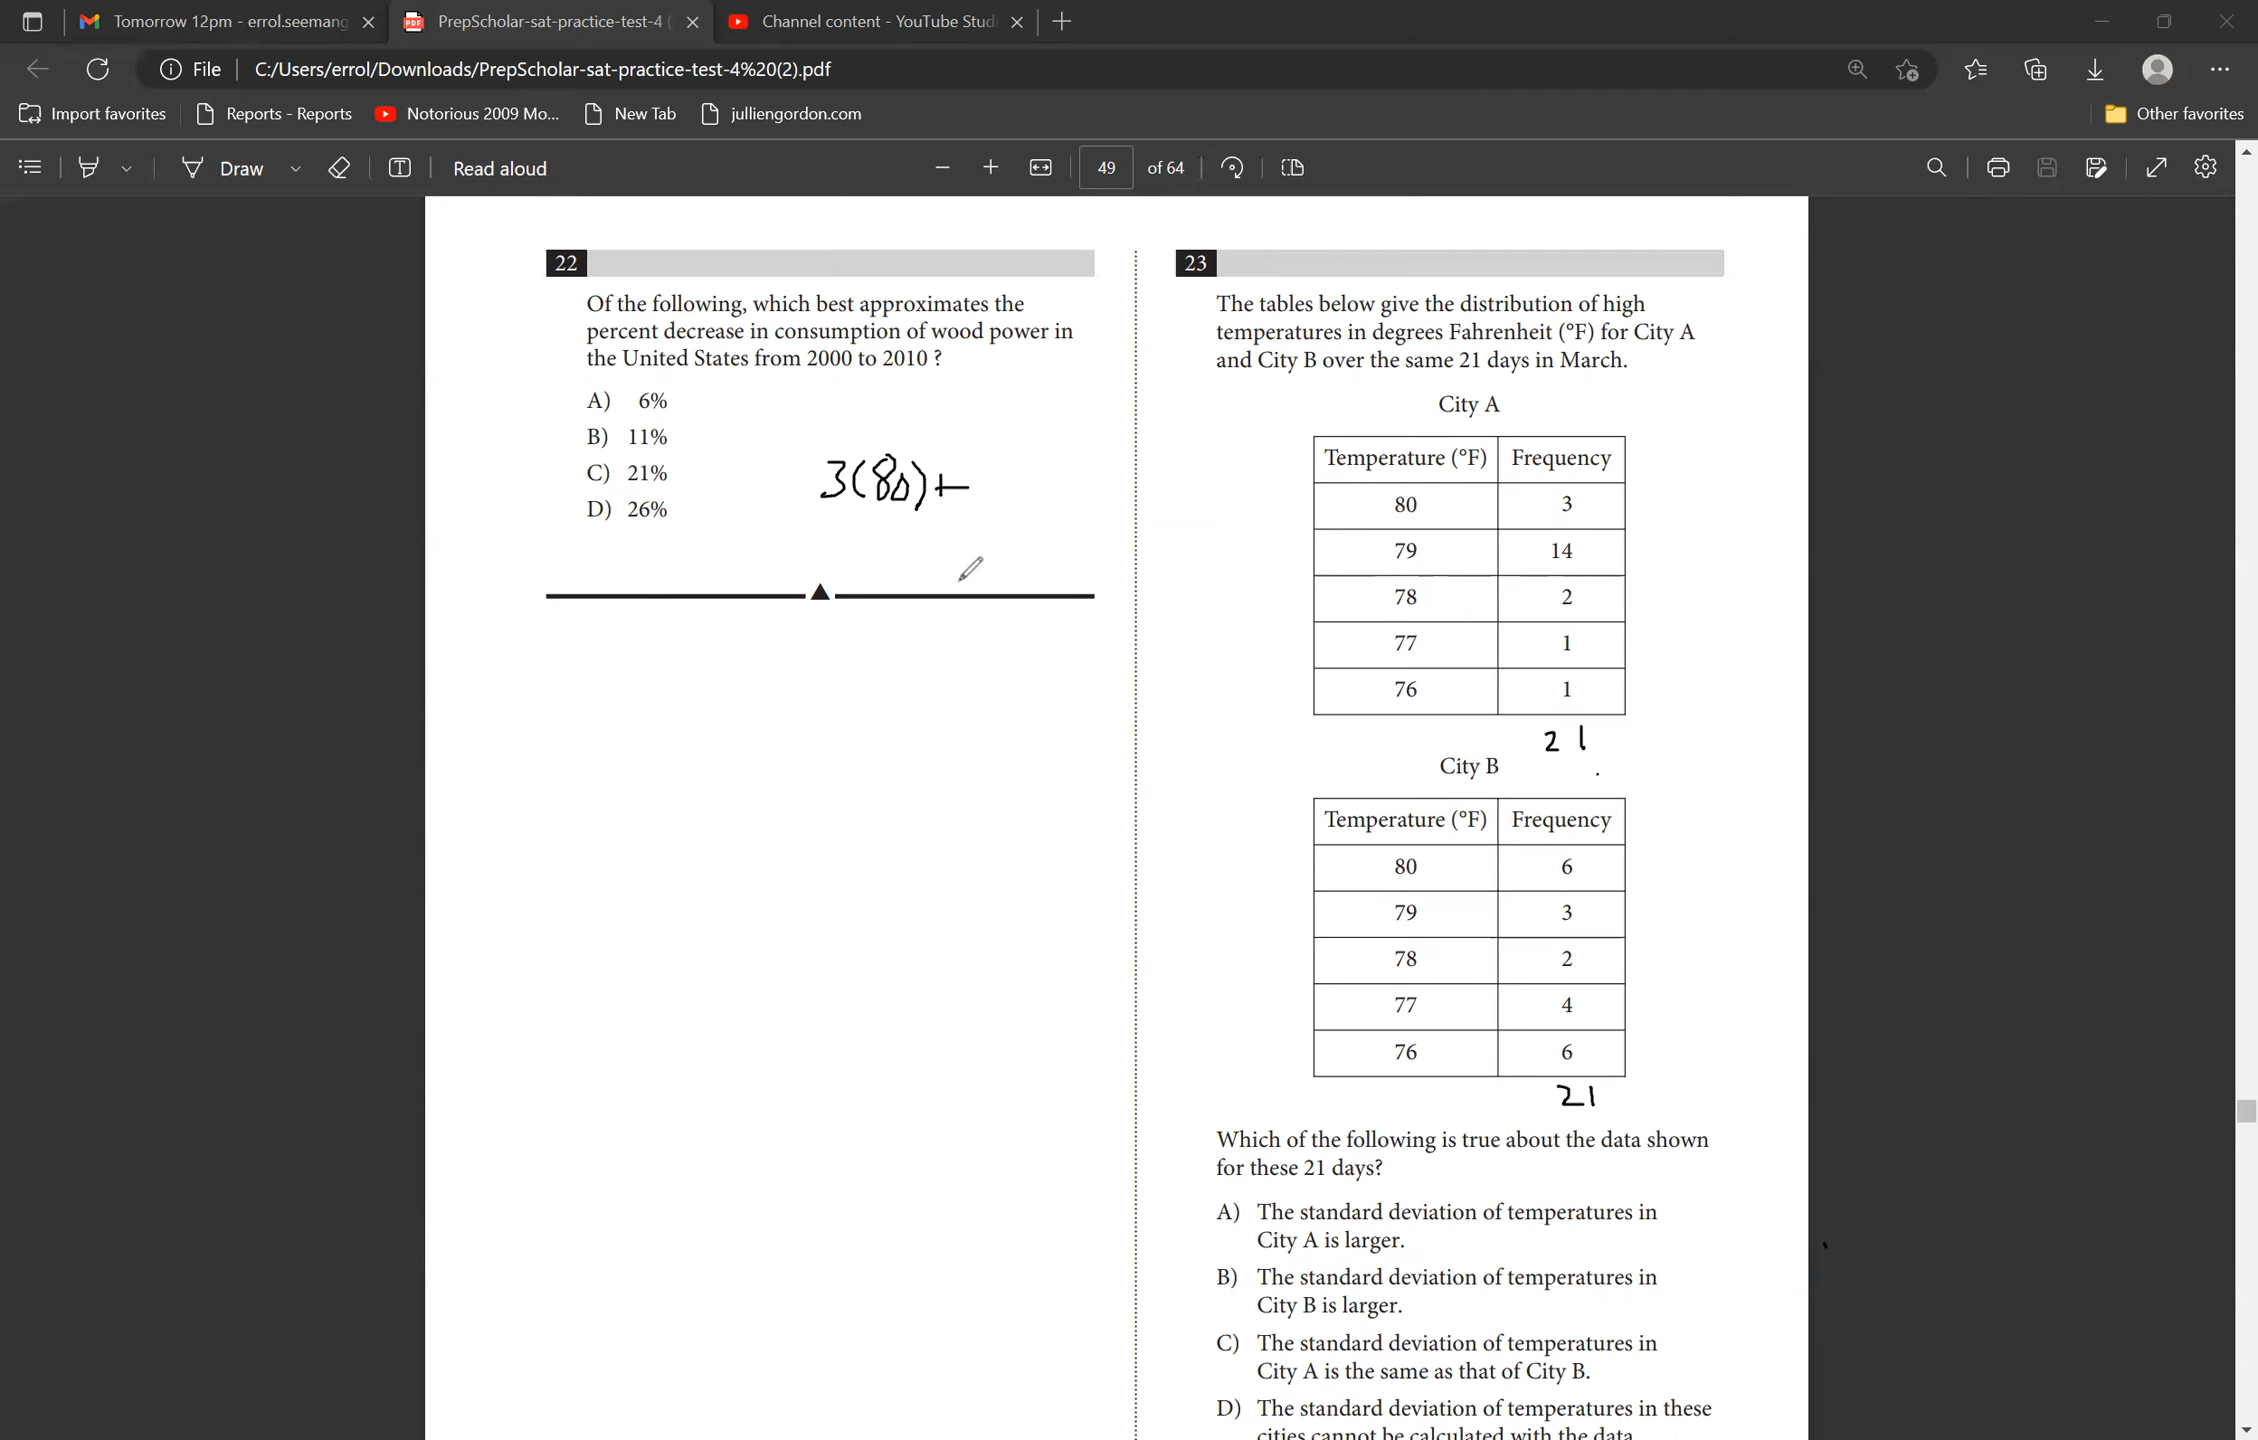 Tomorrow 12pm - errol.seemang
PrepScholar-sat-practice-test-4 (
Channel content - YouTube Studi
File
C:/Users/errol/Downloads/PrepScholar-sat-practice-test-4%20(2).pdf
Import favorites
Reports - Reports
Notorious 2009 Mo...
New Tab
julliengordon.com
Other favorites
Draw
Read aloud
49 of 64
22
Of the following, which best approximates the
percent decrease in consumption of wood power in
the United States from 2000 to 2010 ?
A) 6%
B) 11%
C) 21%
D) 26%
3(80)+
23
The tables below give the distribution of high
temperatures in degrees Fahrenheit (°F) for City A
and City B over the same 21 days in March.
City A
Temperature (°F) Frequency
80 3
79 14
78 2
77 1
76 1
21
City B
Temperature (°F) Frequency
80 6
79 3
78 2
77 4
76 6
21
Which of the following is true about the data shown
for these 21 days?
A) The standard deviation of temperatures in
City A is larger.
B) The standard deviation of temperatures in
City B is larger.
C) The standard deviation of temperatures in
City A is the same as that of City B.
D) The standard deviation of temperatures in these
cities cannot be calculated with the data